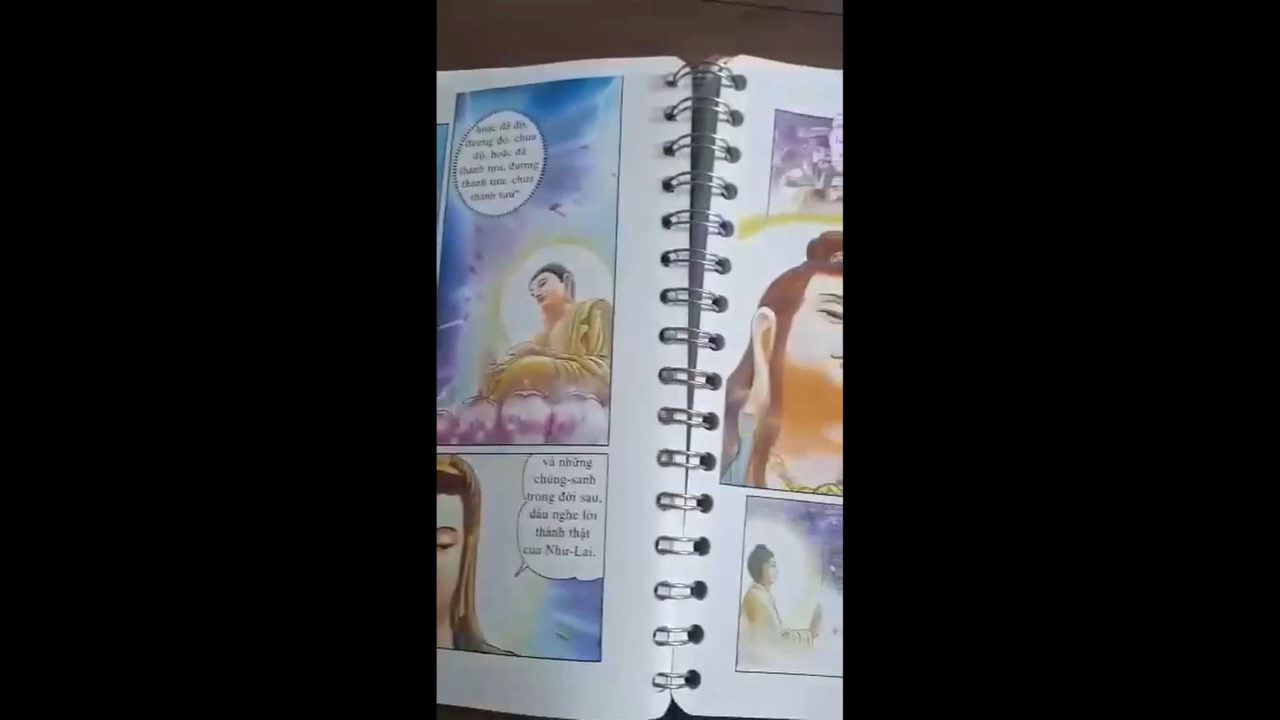 hoặc đã độ,
đương độ, chưa
độ, hoặc đã
thành tựu, đương
thành tựu, chưa
thành tựu"
và những
chúng-sanh
trong đời sau,
dầu nghe lời
thành thật
của Như-Lai.